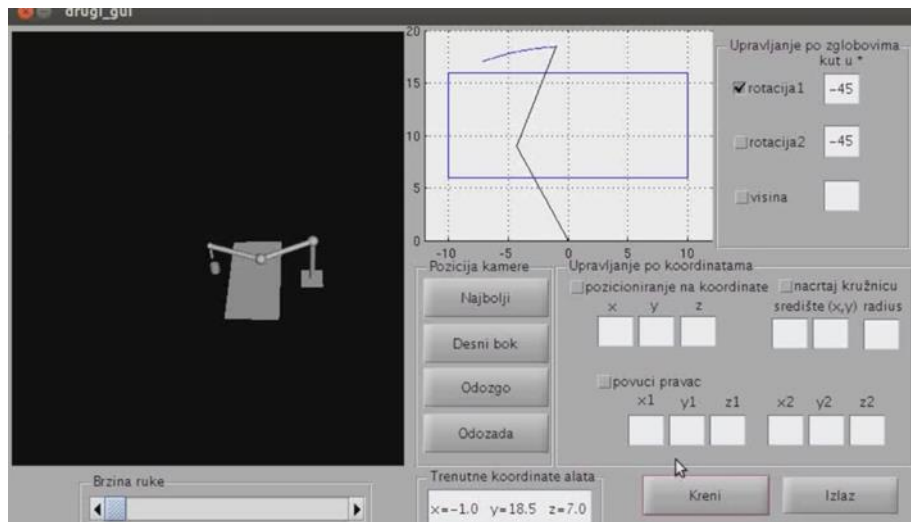 drugi_gui
20
15
10
5
0
-10 -5 0 5 10
Upravljanje po zglobovima
kut u °
rotacija1 -45
rotacija2 -45
visina
Pozicija kamere
Najbolji
Desni bok
Odozgo
Odozada
Upravljanje po koordinatama
pozicioniranje na koordinate
x y z
nacrtaj kružnicu
središte (x,y) radius
povuci pravac
x1 y1 z1 x2 y2 z2
Brzina ruke
Trenutne koordinate alata
x=-1.0 y=18.5 z=7.0
Kreni
Izlaz